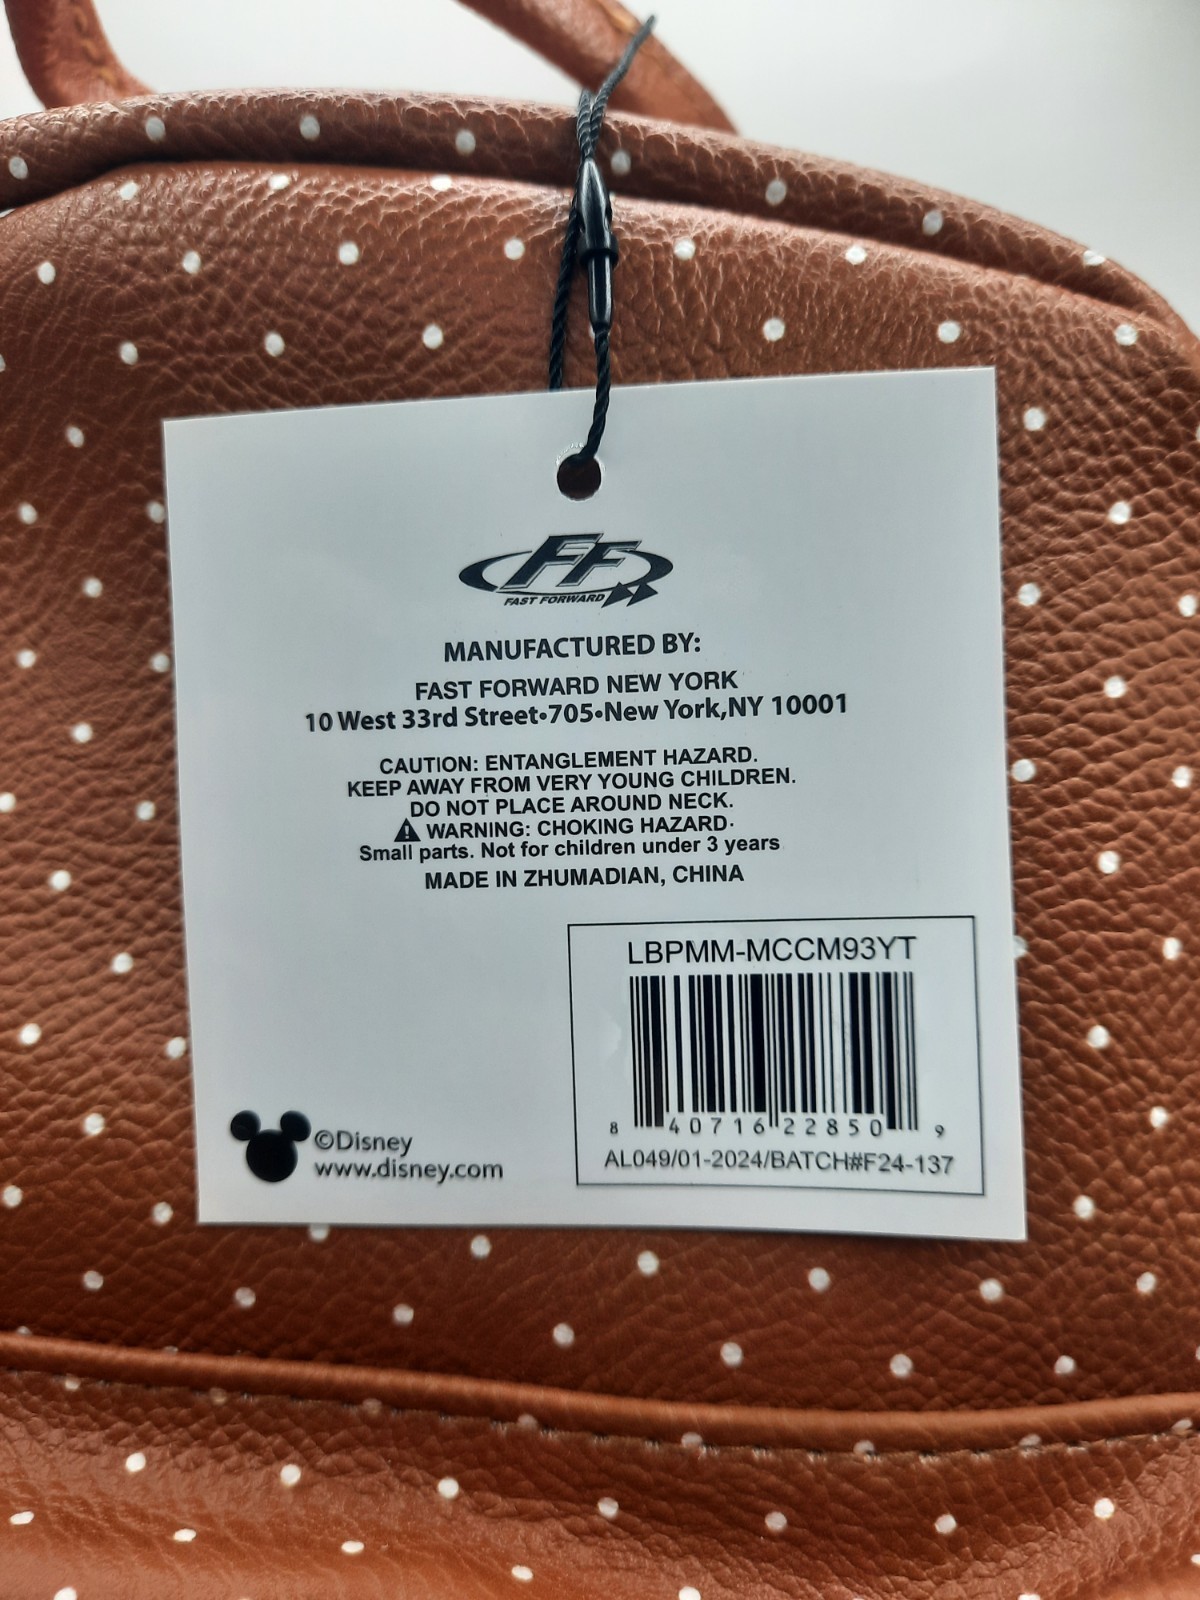 FF
FAST FORWARD
MANUFACTURED BY:
FAST FORWARD NEW YORK
10 West 33rd Street•705•New York,NY 10001
CAUTION: ENTANGLEMENT HAZARD.
KEEP AWAY FROM VERY YOUNG CHILDREN.
DO NOT PLACE AROUND NECK.
WARNING: CHOKING HAZARD.
Small parts. Not for children under 3 years
MADE IN ZHUMADIAN, CHINA
LBPMM-MCCM93YT
8 40716 22850 9
AL049/01-2024/BATCH#F24-137
©Disney
www.disney.com